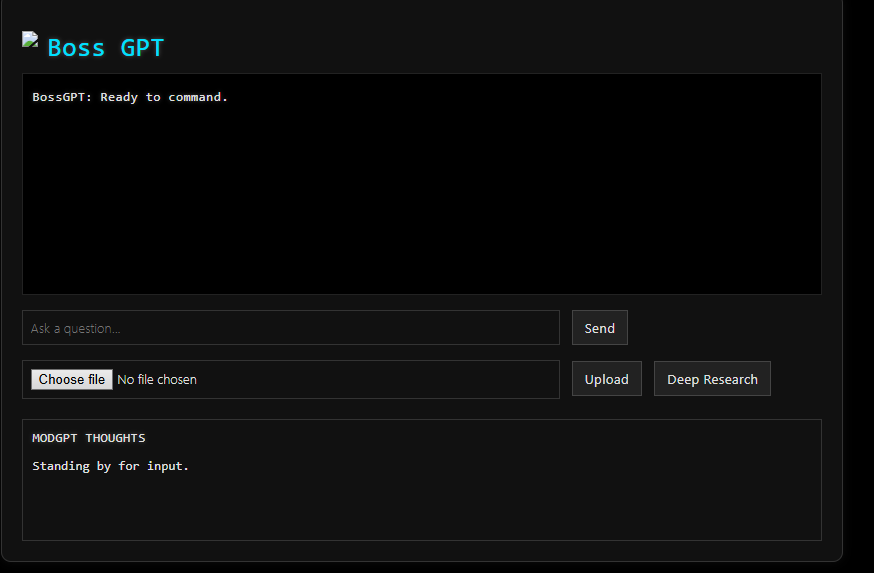 Boss GPT
BossGPT: Ready to command.
Ask a question...
Send
Choose file No file chosen
Upload
Deep Research
MODGPT THOUGHTS
Standing by for input.